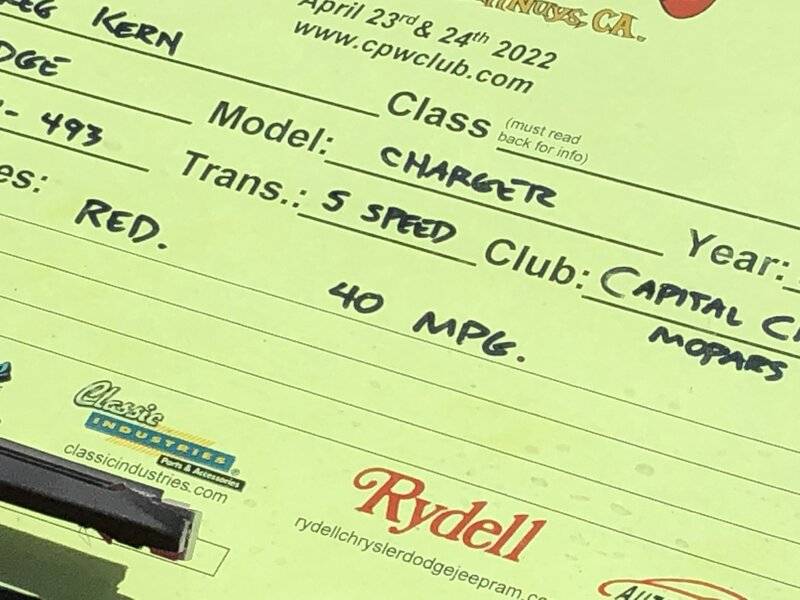 Nuys, CA.
April 23rd & 24th 2022
www.cpwclub.com
KERN
Class (must read back for info)
Model: CHARGER
Year:
493
Trans.: 5 SPEED
Club: CAPITAL
MOPARS
RED.
40 MPG.
Classic
INDUSTRIES
Parts & Accessories
classicindustries.com
Rydell
rydellchryslerdodgejeepram.co